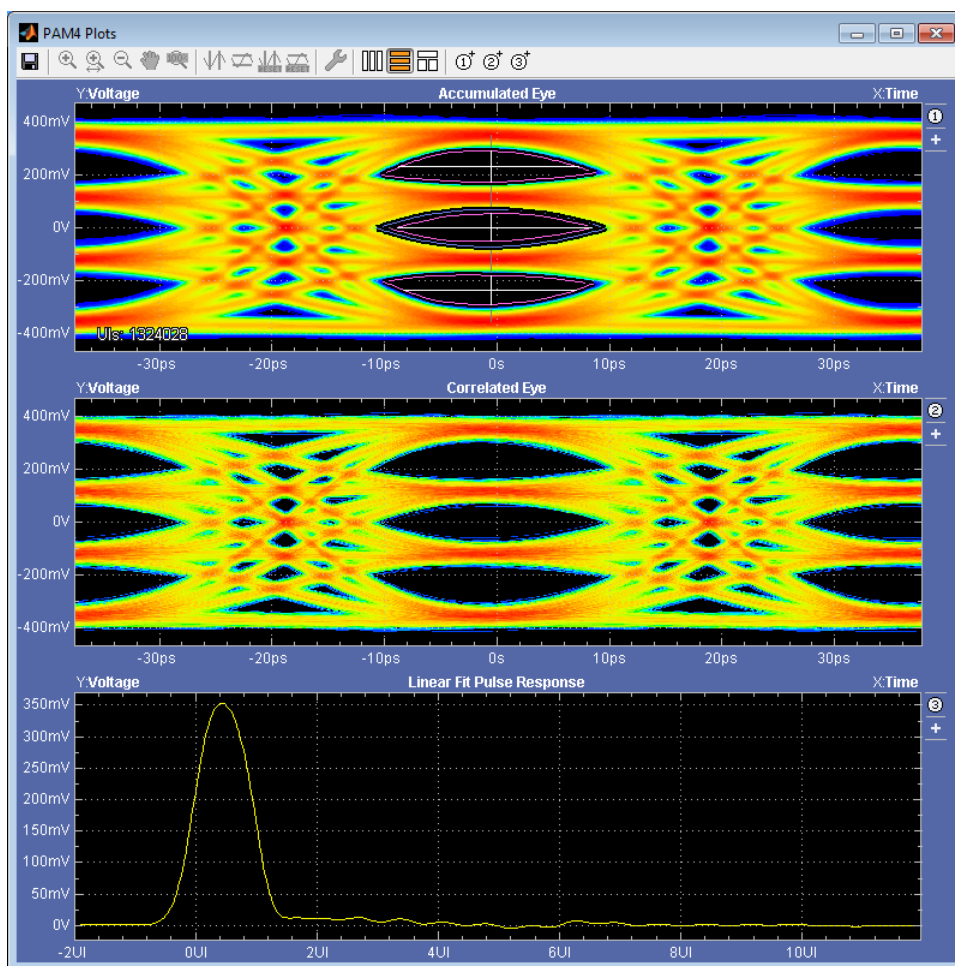 PAM4 Plots
Y:Voltage Accumulated Eye X:Time
400mV
200mV
0V
-200mV
-400mV
UIs: 1324028
-30ps -20ps -10ps 0s 10ps 20ps 30ps
1
+
Y:Voltage Correlated Eye X:Time
400mV
200mV
0V
-200mV
-400mV
-30ps -20ps -10ps 0s 10ps 20ps 30ps
2
+
Y:Voltage Linear Fit Pulse Response X:Time
350mV
300mV
250mV
200mV
150mV
100mV
50mV
0V
-2UI 0UI 2UI 4UI 6UI 8UI 10UI
3
+